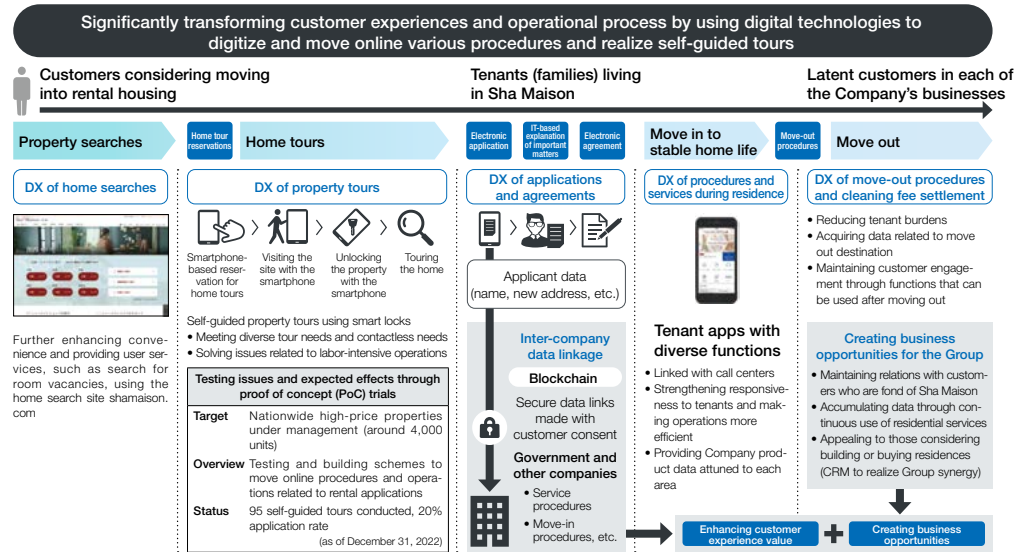 Significantly transforming customer experiences and operational process by using digital technologies to
digitize and move online various procedures and realize self-guided tours
Customers considering moving
into rental housing
Tenants (families) living
in Sha Maison
Latent customers in each of
the Company's businesses
Property searches
Home tour
reservations
Home tours
Electronic
application
IT-based
explanation
of important
matters
Electronic
agreement
Move in to
stable home life
Move-out
procedures
Move out
DX of home searches
Further enhancing conve-
nience and providing user ser-
vices, such as search for
room vacancies, using the
home search site shamaison.
com
DX of property tours
Smartphone-
based reser-
vation for
home tours
Visiting the
site with the
smartphone
Unlocking
the property
with the
smartphone
Touring
the home
Self-guided property tours using smart locks
• Meeting diverse tour needs and contactless needs
• Solving issues related to labor-intensive operations
Testing issues and expected effects through
proof of concept (PoC) trials
Target Nationwide high-price properties
under management (around 4,000
units)
Overview Testing and building schemes to
move online procedures and opera-
tions related to rental applications
Status 95 self-guided tours conducted, 20%
application rate
(as of December 31, 2022)
DX of applications
and agreements
Applicant data
(name, new address, etc.)
Inter-company
data linkage
Blockchain
Secure data links
made with
customer consent
Government and
other companies
• Service
procedures
• Move-in
procedures, etc.
DX of procedures and
services during residence
Tenant apps with
diverse functions
• Linked with call centers
• Strengthening responsive-
ness to tenants and mak-
ing operations more
efficient
• Providing Company prod-
uct data attuned to each
area
DX of move-out procedures
and cleaning fee settlement
• Reducing tenant burdens
• Acquiring data related to move
out destination
• Maintaining customer engage-
ment through functions that can
be used after moving out
Creating business
opportunities for the Group
• Maintaining relations with custom-
ers who are fond of Sha Maison
• Accumulating data through con-
tinuous use of residential services
• Appealing to those considering
building or buying residences
(CRM to realize Group synergy)
Enhancing customer
experience value
Creating business
opportunities